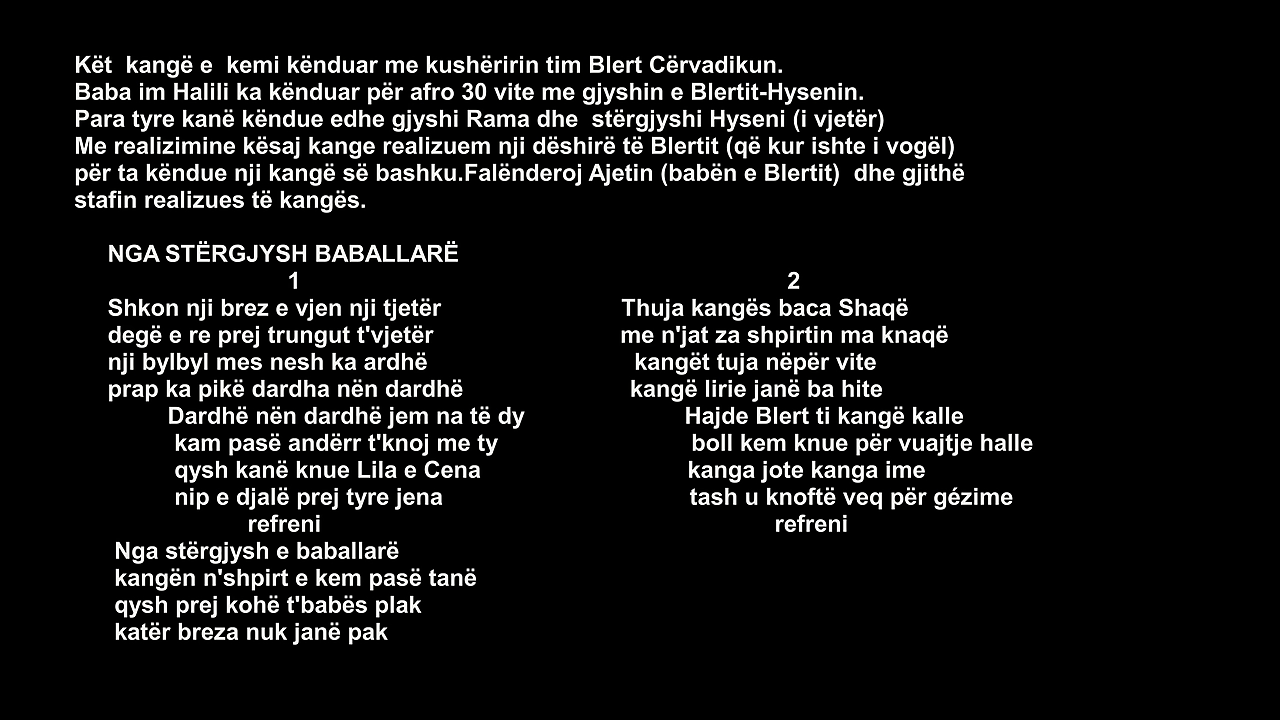 Kët kangë e kemi kënduar me kushëririn tim Blert Cërvadikun.
Baba im Halili ka kënduar për afro 30 vite me gjyshin e Blertit-Hysenin.
Para tyre kanë këndue edhe gjyshi Rama dhe stërgjyshi Hyseni (i vjetër)
Me realizimine kësaj kange realizuem nji dëshirë të Blertit (që kur ishte i vogël)
për ta këndue nji kangë së bashku.Falënderoj Ajetin (babën e Blertit) dhe gjithë
stafin realizues të kangës.
NGA STËRGJYSH BABALLARË
1
Shkon nji brez e vjen nji tjetër
degë e re prej trungut t'vjetër
nji bylbyl mes nesh ka ardhë
prap ka pikë dardha nën dardhë
Dardhë nën dardhë jem na të dy
kam pasë andërr t'knoj me ty
qysh kanë knue Lila e Cena
nip e djalë prej tyre jena
refreni
Nga stërgjysh e baballarë
kangën n'shpirt e kem pasë tanë
qysh prej kohë t'babës plak
katër breza nuk janë pak
2
Thuja kangës baca Shaqë
me n'jat za shpirtin ma knaqë
kangët tuja nëpër vite
kangë lirie janë ba hite
Hajde Blert ti kangë kalle
boll kem knue për vuajtje halle
kanga jote kanga ime
tash u knoftë veq për gézime
refreni